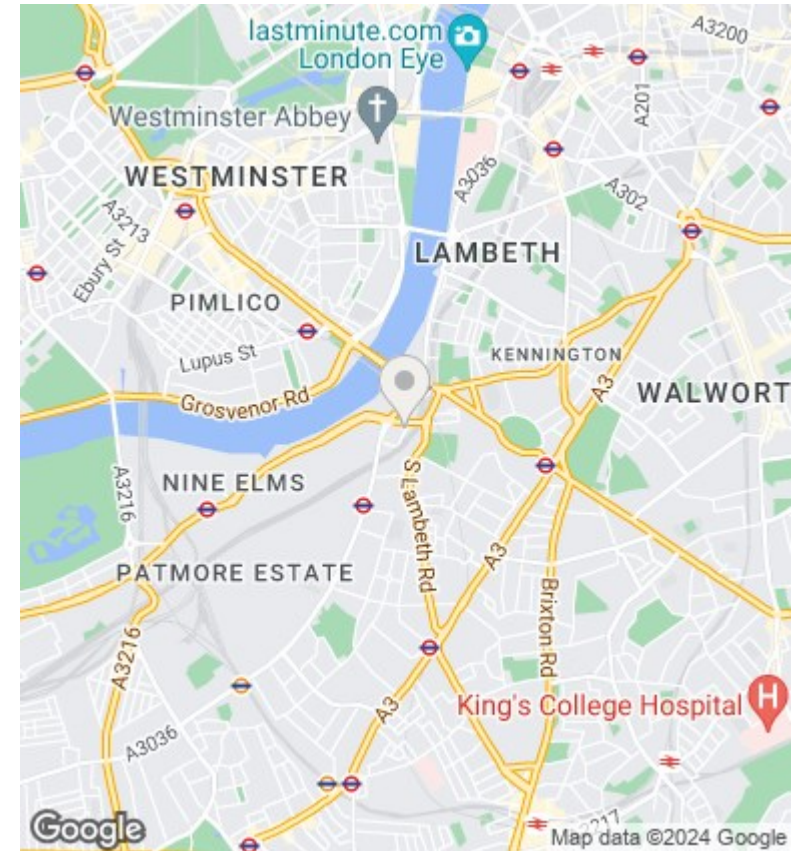 A3200
lastminute.com
London Eye
A201
Westminster Abbey
A3036
WESTMINSTER
A302
A3213
Ebury St
LAMBETH
PIMLICO
Lupus St
KENNINGTON
A3
WALWORT
Grosvenor Rd
A3216
NINE ELMS
S Lambeth Rd
A3
PATMORE ESTATE
Brixton Rd
A3216
King's College Hospital
H
A3
A3036
Google
Map data ©2024 Google